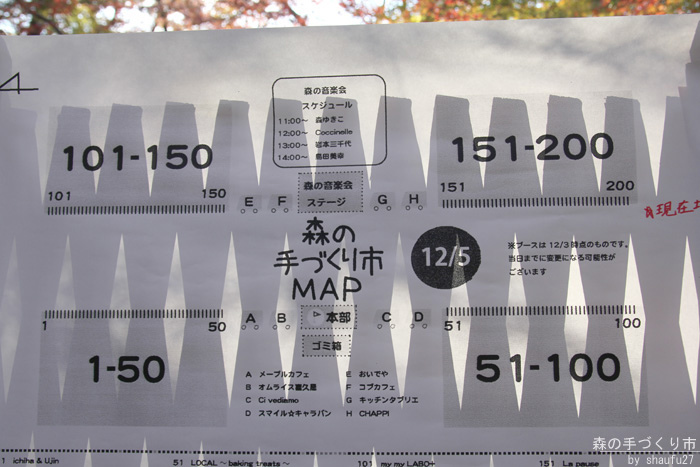 森の音楽会
スケジュール
11:00～ 森ゆきこ
12:00～ Coccinelle
13:00～ 岩本三千代
14:00～ 島田篤幸
101-150
151-200
101
150
151
200
森の音楽会
ステージ
E
F
G
H
現在
森の
手づくり市
MAP
12/5
※ブースは12/3時点のものです。
当日までに変更になる可能性が
ございます
1
50
A
B
本部
C
D
51
100
ゴミ箱
1-50
51-100
A メープルカフェ
B オムライス喜久屋
C Ci vediamo
D スマイル☆キャラバン
E おいでや
F コブカフェ
G キッチンタブリエ
H CHAPPI
1 ichiha & Ujin
51 LOCAL ～baking treats～
101 my my LABO+
151 La pause
森の手づくり市
by shaufu27